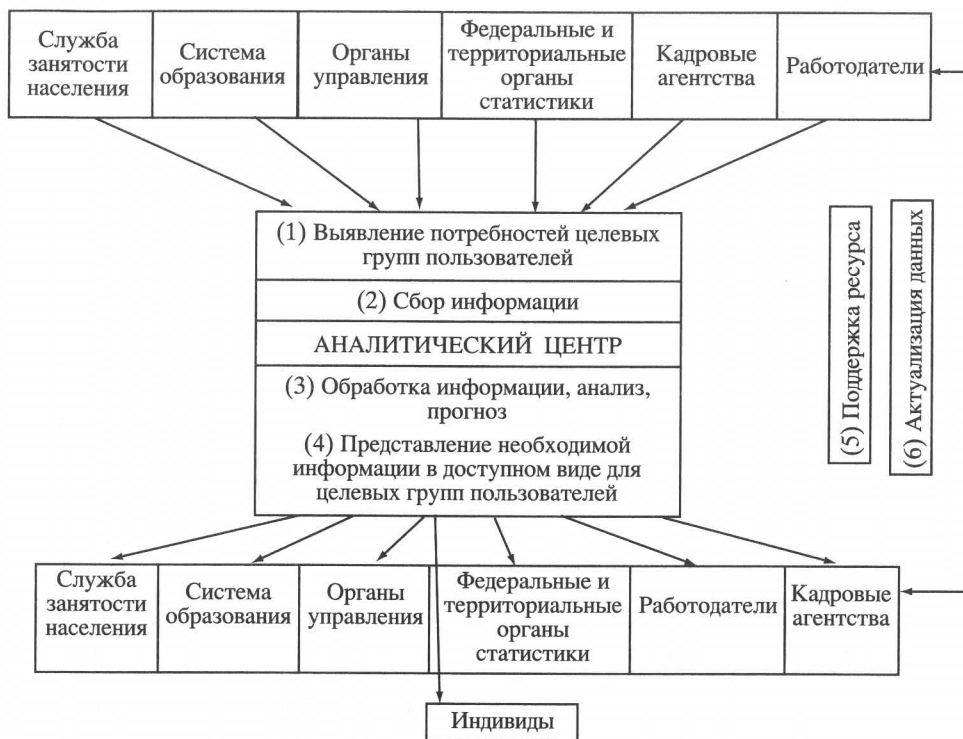 Служба
занятости
населения
Система
образования
Органы
управления
Федеральные и
территориальные
органы
статистики
Кадровые
агентства
Работодатели
(1) Выявление потребностей целевых
групп пользователей
(2) Сбор информации
АНАЛИТИЧЕСКИЙ ЦЕНТР
(3) Обработка информации, анализ,
прогноз
(4) Представление необходимой
информации в доступном виде для
целевых групп пользователей
(5) Поддержка ресурса
(6) Актуализация данных
Служба
занятости
населения
Система
образования
Органы
управления
Федеральные и
территориальные
органы
статистики
Работодатели
Кадровые
агентства
Индивиды